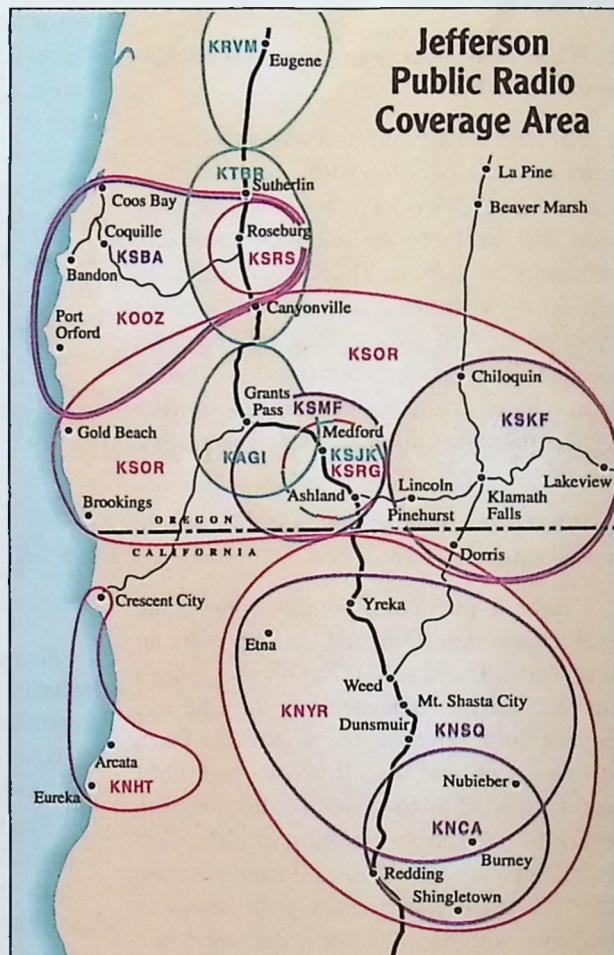 Jefferson
Public Radio
Coverage Area
KRVM
Eugene
La Pine
KTBR
Sutherlin
Coos Bay
Beaver Marsh
Coquille
Roseburg
KSBA
KSRS
Bandon
Canyonville
KOOZ
Port
Orford
KSOR
Chiloquin
Grants
Pass
KSMF
KSKF
Gold Beach
Medford
KAGI
KSJK
KSOR
KSRG
Lakeview
Lincoln
Ashland
Klamath
Falls
Pinehurst
Brookings
OREGON
CALIFORNIA
Dorris
Crescent City
Yreka
Etna
Weed
KNYR
Mt. Shasta City
Dunsmuir
KNSQ
Arcata
Nubieber
KNHT
Eureka
KNCA
Burney
Redding
Shingletown